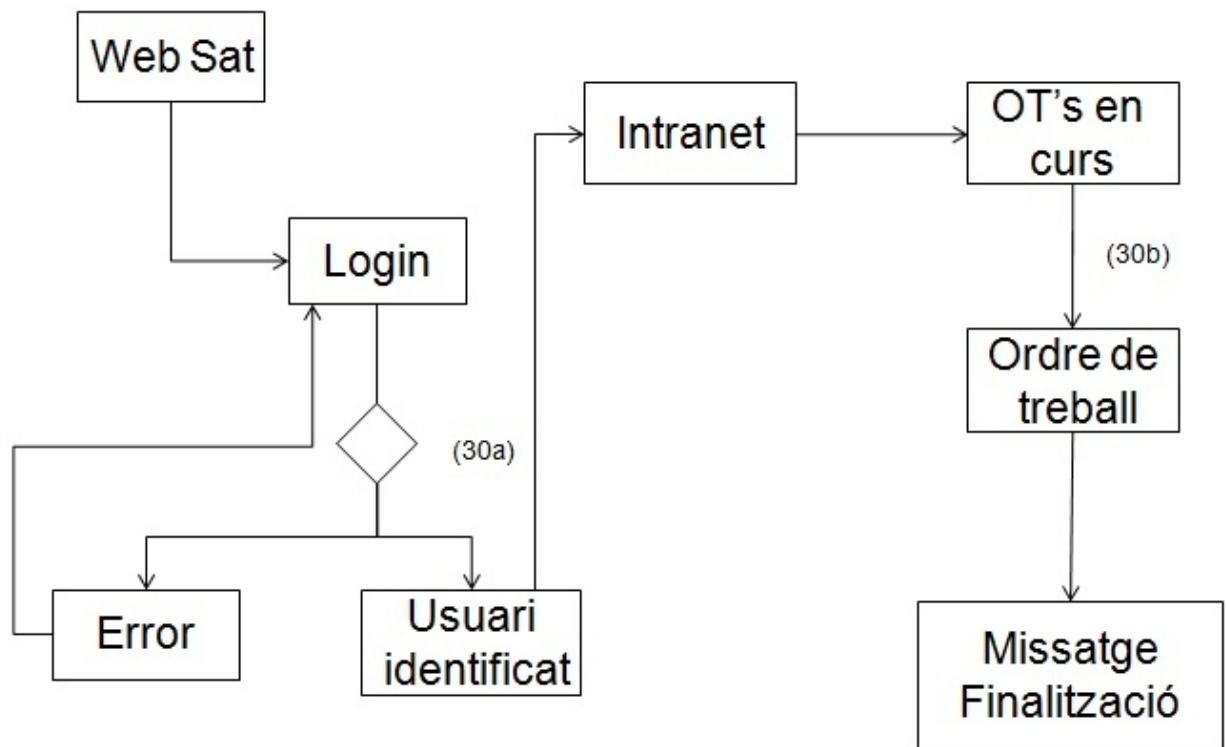 Web Sat
Intranet
OT's en
curs
Login
(30b)
Ordre de
treball
(30a)
Error
Usuari
identificat
Missatge
Finalització